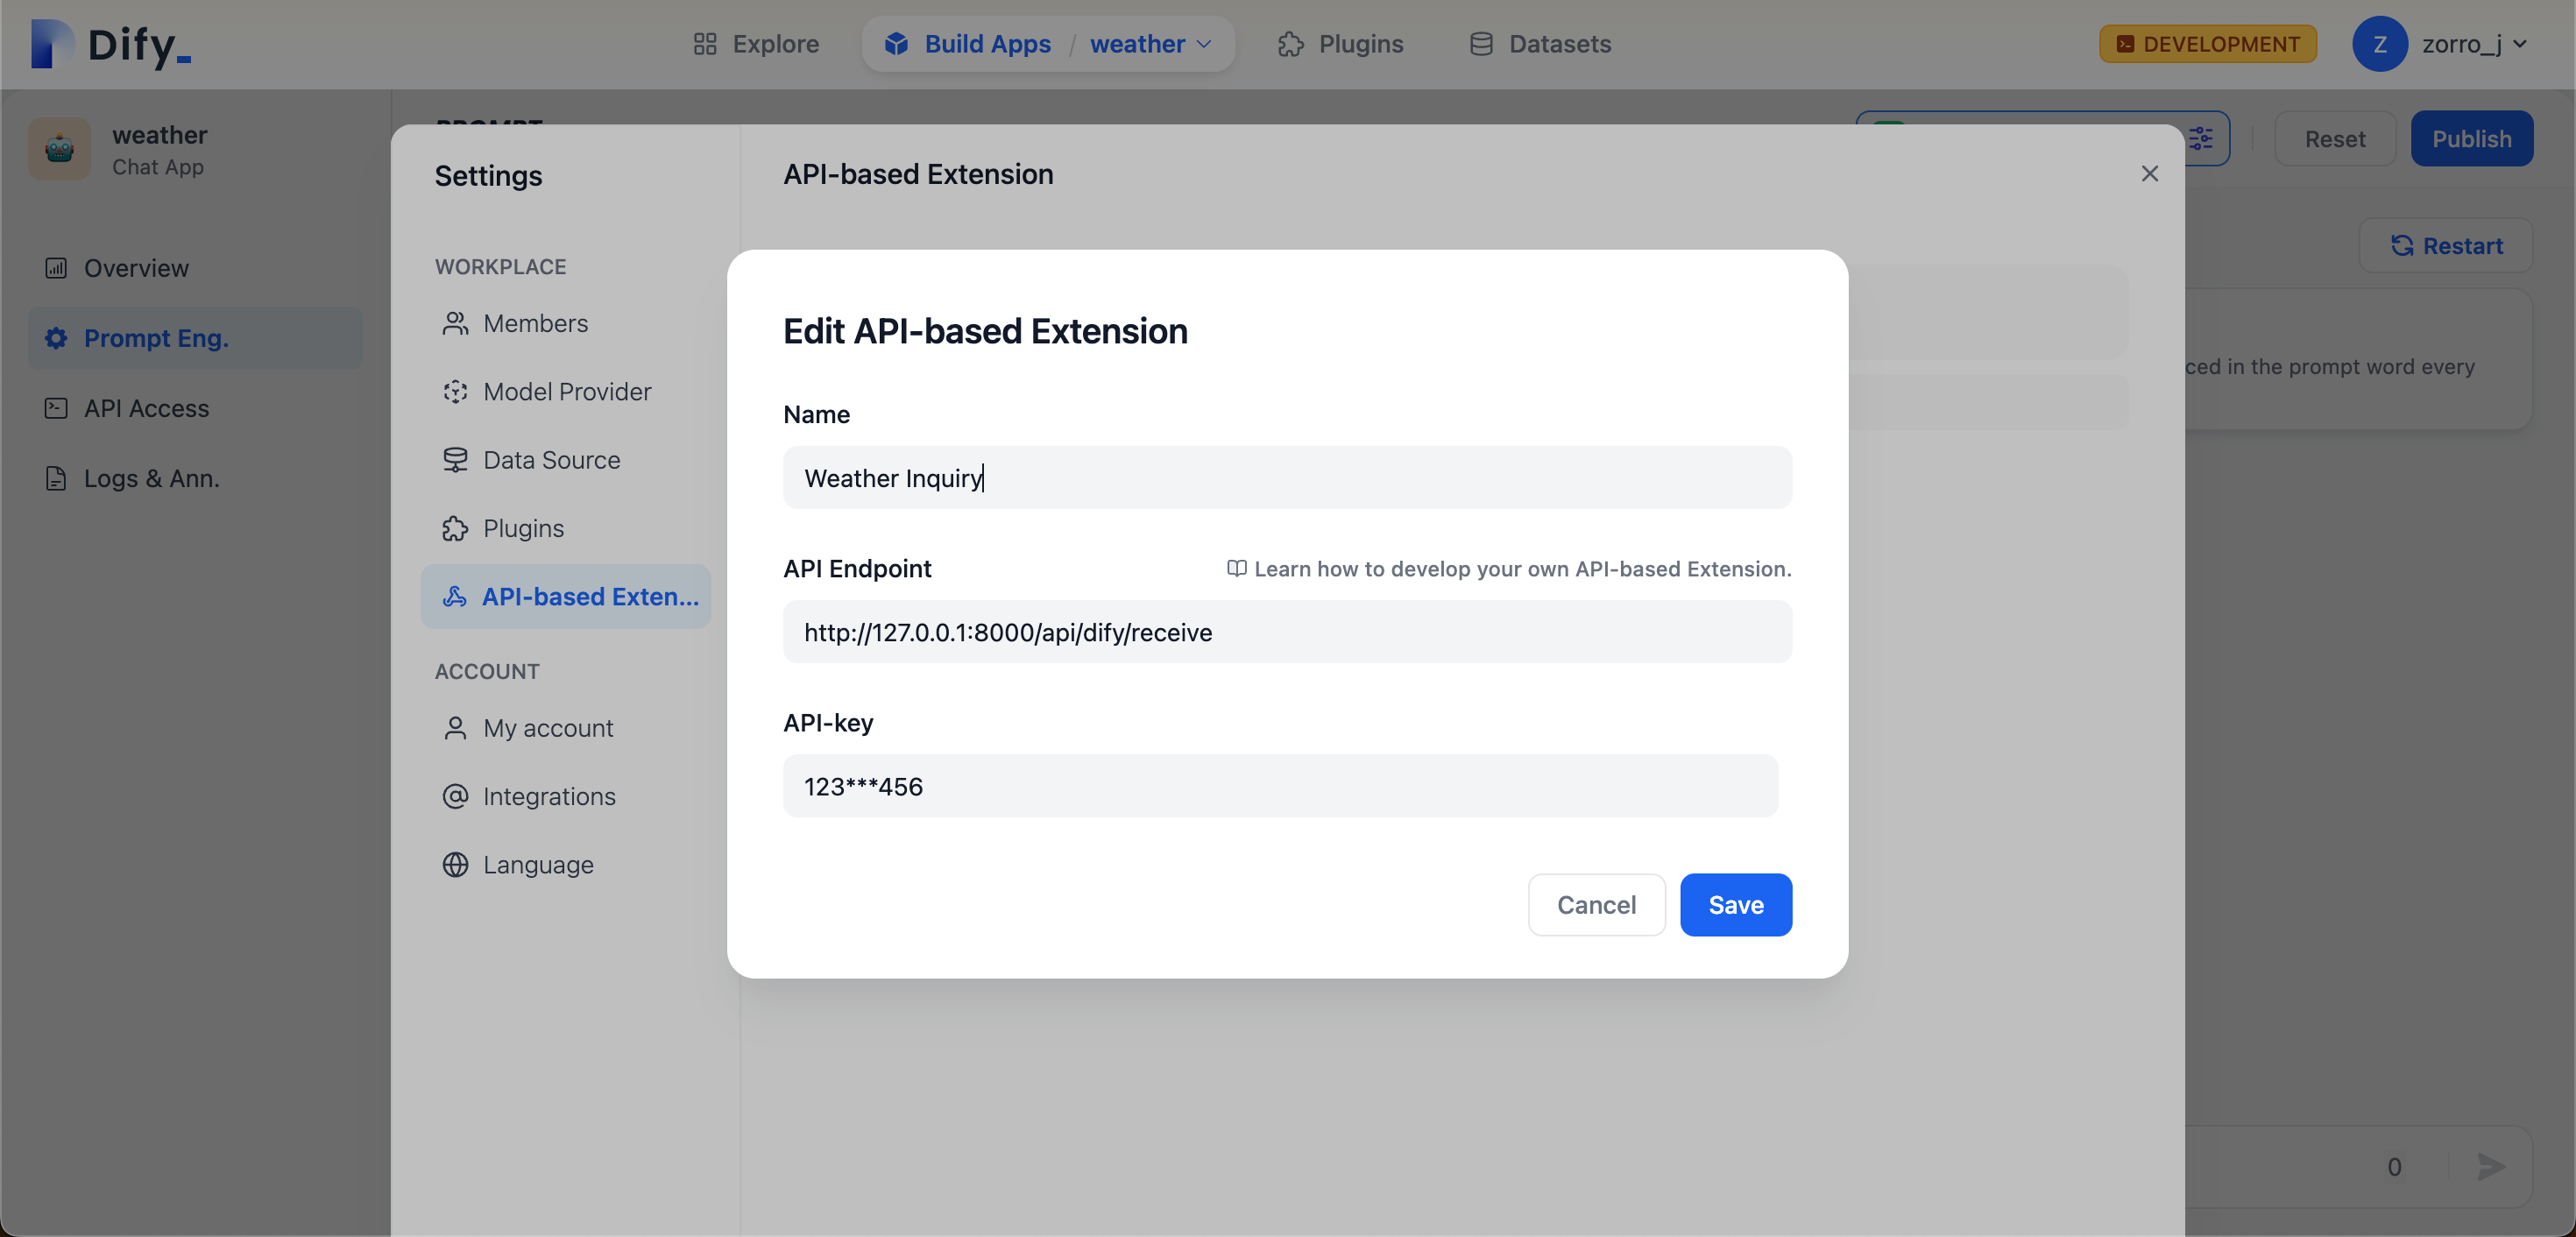 Dify_
Explore
Build Apps / weather
Plugins
Datasets
DEVELOPMENT
Z
zorro_j
weather
Chat App
Overview
Prompt Eng.
API Access
Logs & Ann.
Reset
Publish
Restart
ced in the prompt word every
0
Settings
WORKPLACE
Members
Model Provider
Data Source
Plugins
API-based Exten...
ACCOUNT
My account
Integrations
Language
API-based Extension
Edit API-based Extension
Name
Weather Inquiry
API Endpoint
Learn how to develop your own API-based Extension.
http://127.0.0.1:8000/api/dify/receive
API-key
123***456
Cancel
Save